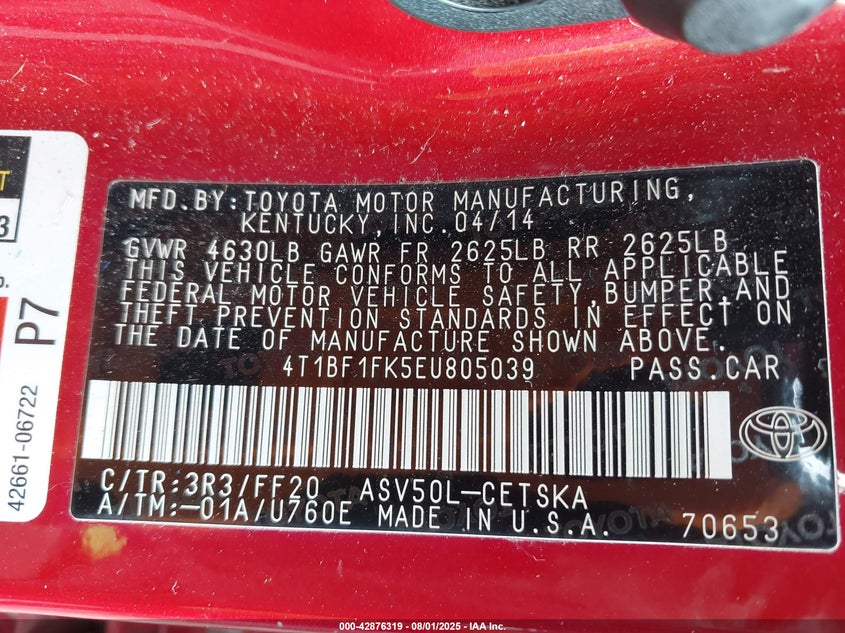 T
3
b.
P7
42661-06722
MFD.BY:TOYOTA MOTOR MANUFACTURING,
KENTUCKY,INC.04/14
GVWR 4630LB GAWR FR 2625LB RR 2625LB
THIS VEHICLE CONFORMS TO ALL APPLICABLE
FEDERAL MOTOR VEHICLE SAFETY,BUMPER,AND
THEFT PREVENTION STANDARDS IN EFFECT ON
THE DATE OF MANUFACTURE SHOWN ABOVE.
4T1BF1FK5EU805039 PASS.CAR
C/TR:3R3/FF20 ASV50L-CETSKA
A/TM:-01A/U760E MADE IN U.S.A. 70653
000-42876319 - 08/01/2025 - IAA Inc.